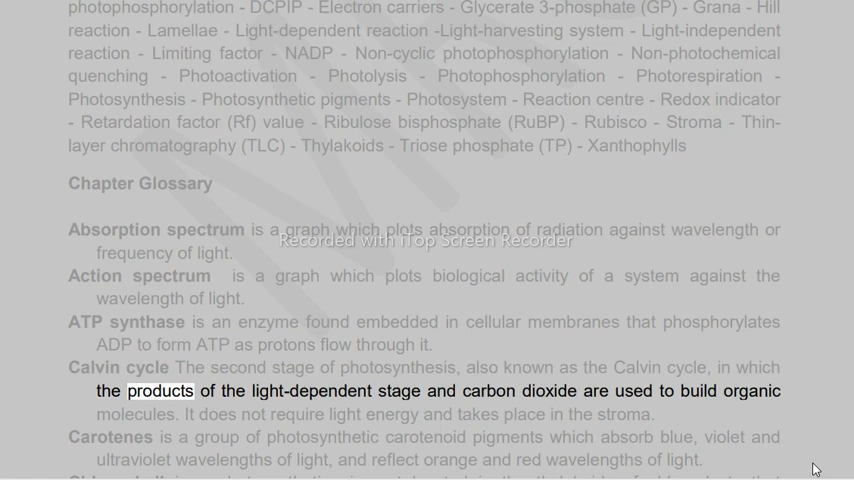 photophosphorylation - DCPIP - Electron carriers - Glycerate 3-phosphate (GP) - Grana - Hill
reaction - Lamellae - Light-dependent reaction -Light-harvesting system - Light-independent
reaction - Limiting factor - NADP - Non-cyclic photophosphorylation - Non-photochemical
quenching - Photoactivation - Photolysis - Photophosphorylation - Photorespiration -
Photosynthesis - Photosynthetic pigments - Photosystem - Reaction centre - Redox indicator
- Retardation factor (Rf) value - Ribulose bisphosphate (RuBP) - Rubisco - Stroma - Thin-
layer chromatography (TLC) - Thylakoids - Triose phosphate (TP) - Xanthophylls
Chapter Glossary
Absorption spectrum is a graph which plots absorption of radiation against wavelength or
Recorded with iTop Screen Recorder
frequency of light.
Action spectrum is a graph which plots biological activity of a system against the
wavelength of light.
ATP synthase is an enzyme found embedded in cellular membranes that phosphorylates
ADP to form ATP as protons flow through it.
Calvin cycle The second stage of photosynthesis, also known as the Calvin cycle, in which
the products of the light-dependent stage and carbon dioxide are used to build organic
molecules. It does not require light energy and takes place in the stroma.
Carotenes is a group of photosynthetic carotenoid pigments which absorb blue, violet and
ultraviolet wavelengths of light, and reflect orange and red wavelengths of light.